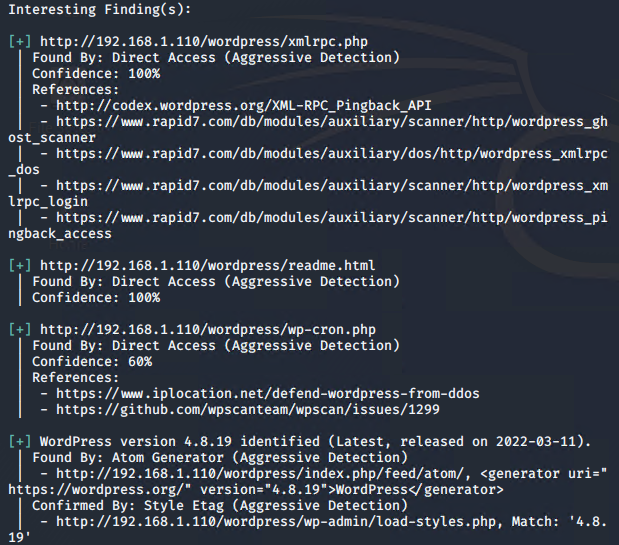 Interesting Finding(s):
[+] http://192.168.1.110/wordpress/xmlrpc.php
| Found By: Direct Access (Aggressive Detection)
| Confidence: 100%
| References:
|  - http://codex.wordpress.org/XML-RPC_Pingback_API
|  - https://www.rapid7.com/db/modules/auxiliary/scanner/http/wordpress_gh
ost_scanner
|  - https://www.rapid7.com/db/modules/auxiliary/dos/http/wordpress_xmlrpc
_dos
|  - https://www.rapid7.com/db/modules/auxiliary/scanner/http/wordpress_xm
lrpc_login
|  - https://www.rapid7.com/db/modules/auxiliary/scanner/http/wordpress_pi
ngback_access
[+] http://192.168.1.110/wordpress/readme.html
| Found By: Direct Access (Aggressive Detection)
| Confidence: 100%
[+] http://192.168.1.110/wordpress/wp-cron.php
| Found By: Direct Access (Aggressive Detection)
| Confidence: 60%
| References:
|  - https://www.iplocation.net/defend-wordpress-from-ddos
|  - https://github.com/wpscanteam/wpscan/issues/1299
[+] WordPress version 4.8.19 identified (Latest, released on 2022-03-11).
| Found By: Atom Generator (Aggressive Detection)
|  - http://192.168.1.110/wordpress/index.php/feed/atom/, <generator uri="
https://wordpress.org/" version="4.8.19">WordPress</generator>
| Confirmed By: Style Etag (Aggressive Detection)
|  - http://192.168.1.110/wordpress/wp-admin/load-styles.php, Match: '4.8.
19'